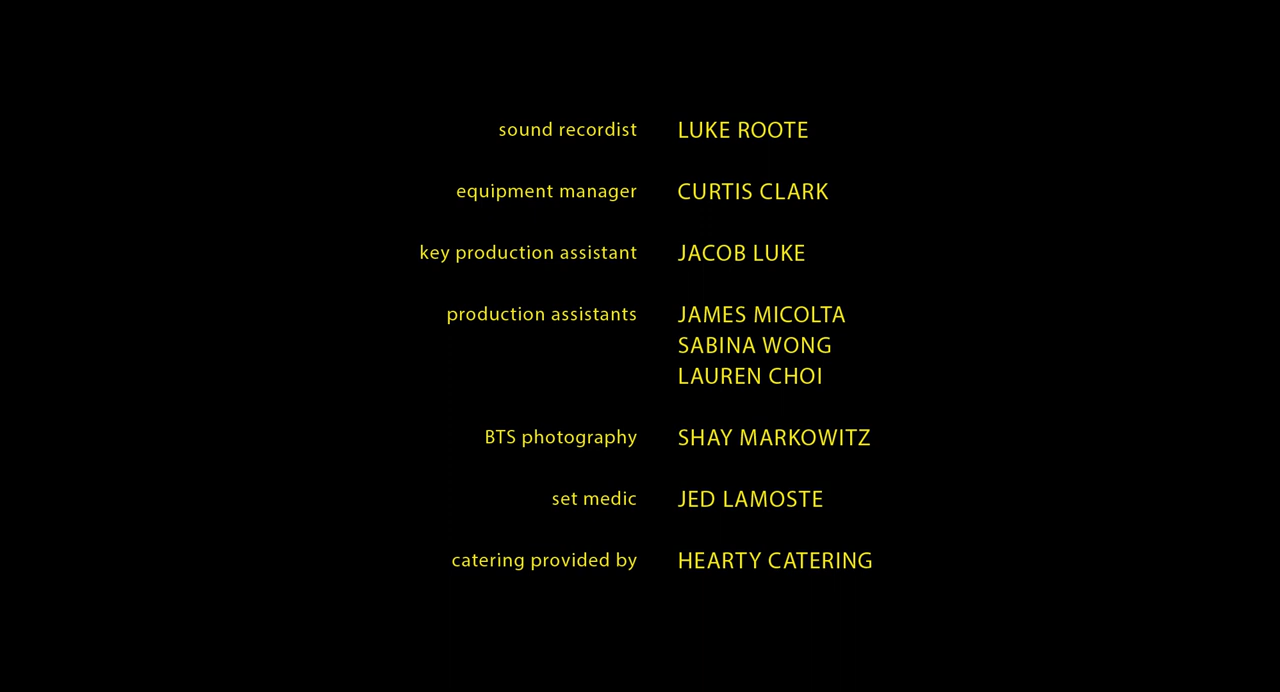 sound recordist LUKE ROOTE
equipment manager CURTIS CLARK
key production assistant JACOB LUKE
production assistants JAMES MICOLTA
SABINA WONG
LAUREN CHOI
BTS photography SHAY MARKOWITZ
set medic JED LAMOSTE
catering provided by HEARTY CATERING